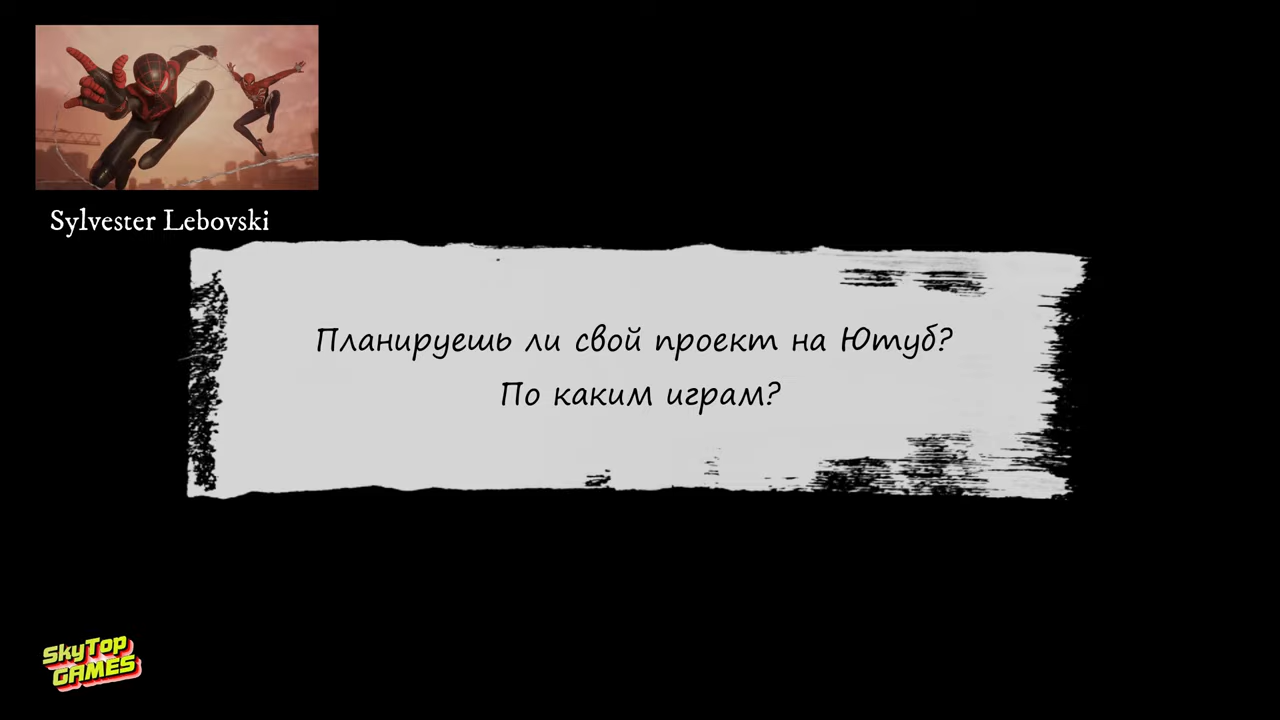 Sylvester Lebovski
Планируешь ли свой проект на Ютуб?
По каким играм?
SkyTop
GAMES